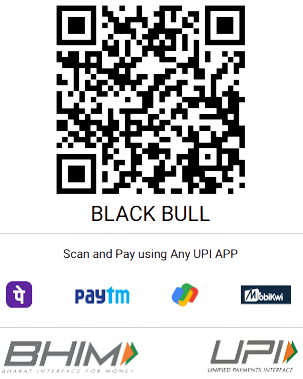 BLACK BULL
Scan and Pay using Any UPI APP
पे paytm MobiKwi
BHIM UPI
BHARAT INTERFACE FOR MONEY UNIFIED PAYMENTS INTERFACE